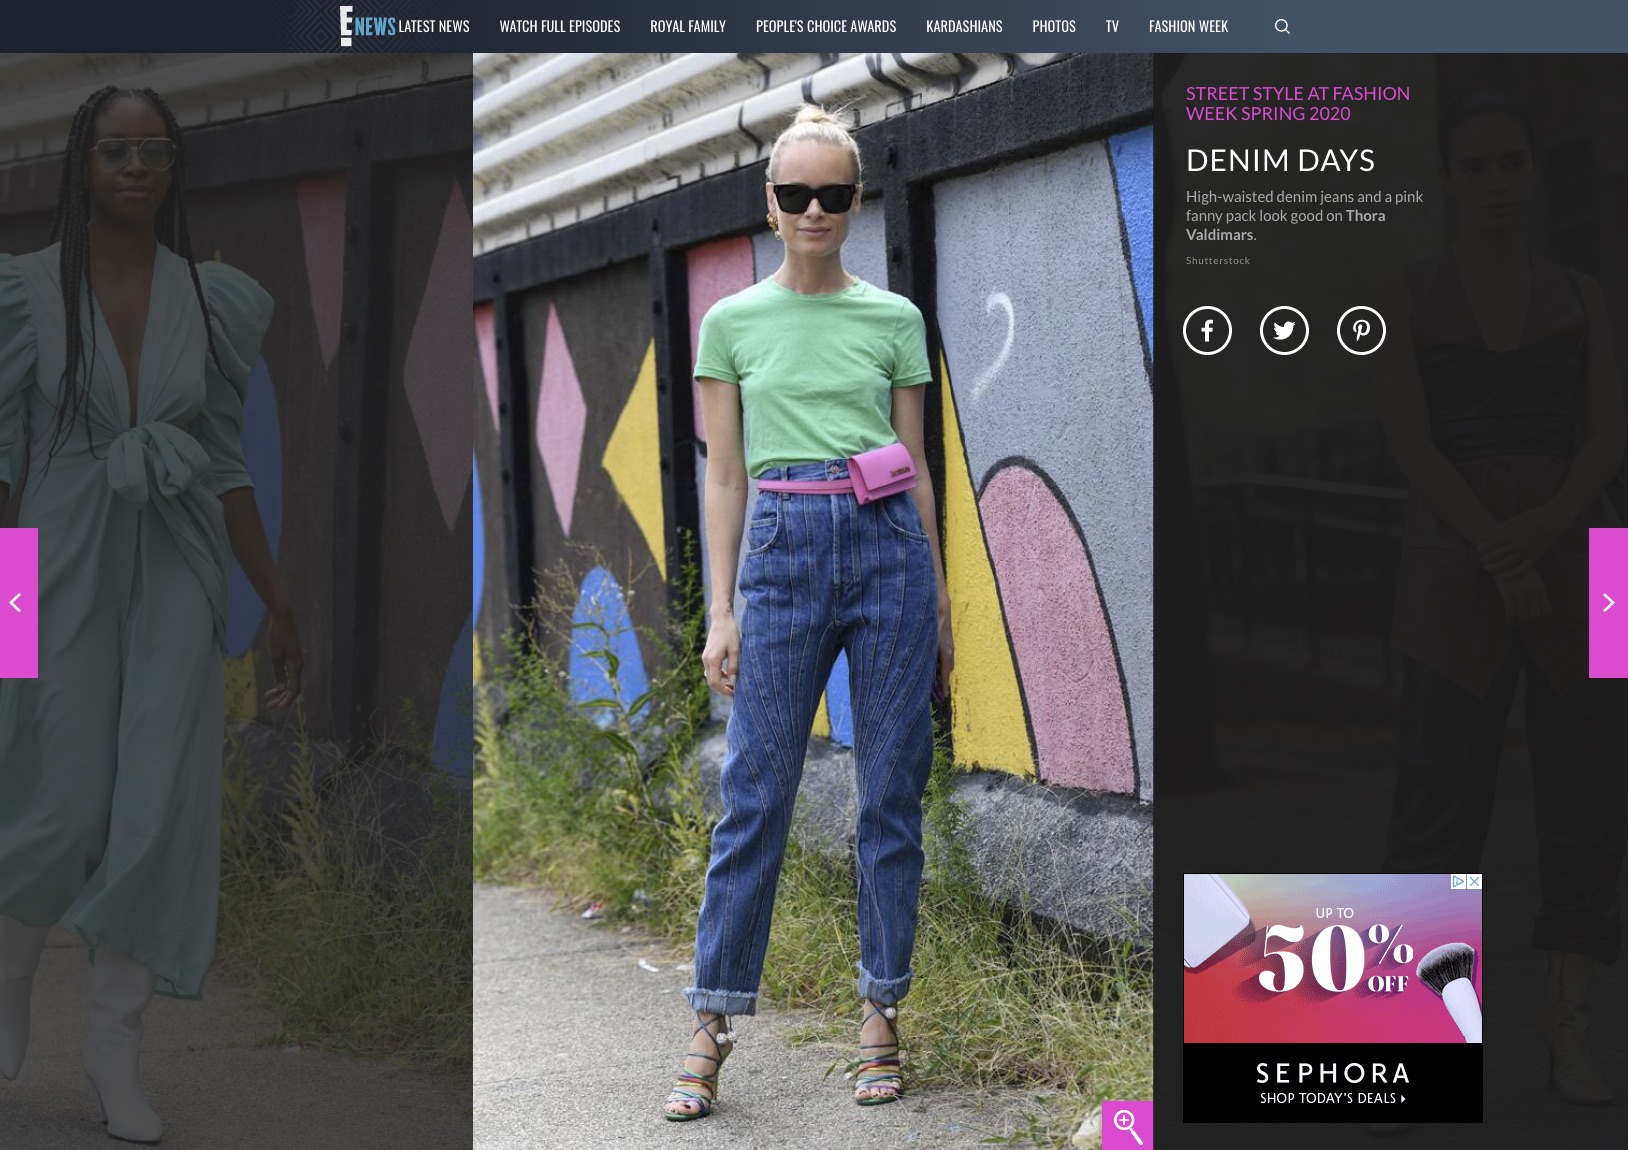 E NEWS
LATEST NEWS
WATCH FULL EPISODES
ROYAL FAMILY
PEOPLE'S CHOICE AWARDS
KARDASHIANS
PHOTOS
TV
FASHION WEEK
STREET STYLE AT FASHION
WEEK SPRING 2020
DENIM DAYS
High-waisted denim jeans and a pink
fanny pack look good on Thora
Valdimars.
Shutterstock
UP TO
50%
OFF
SEPHORA
SHOP TODAY'S DEALS